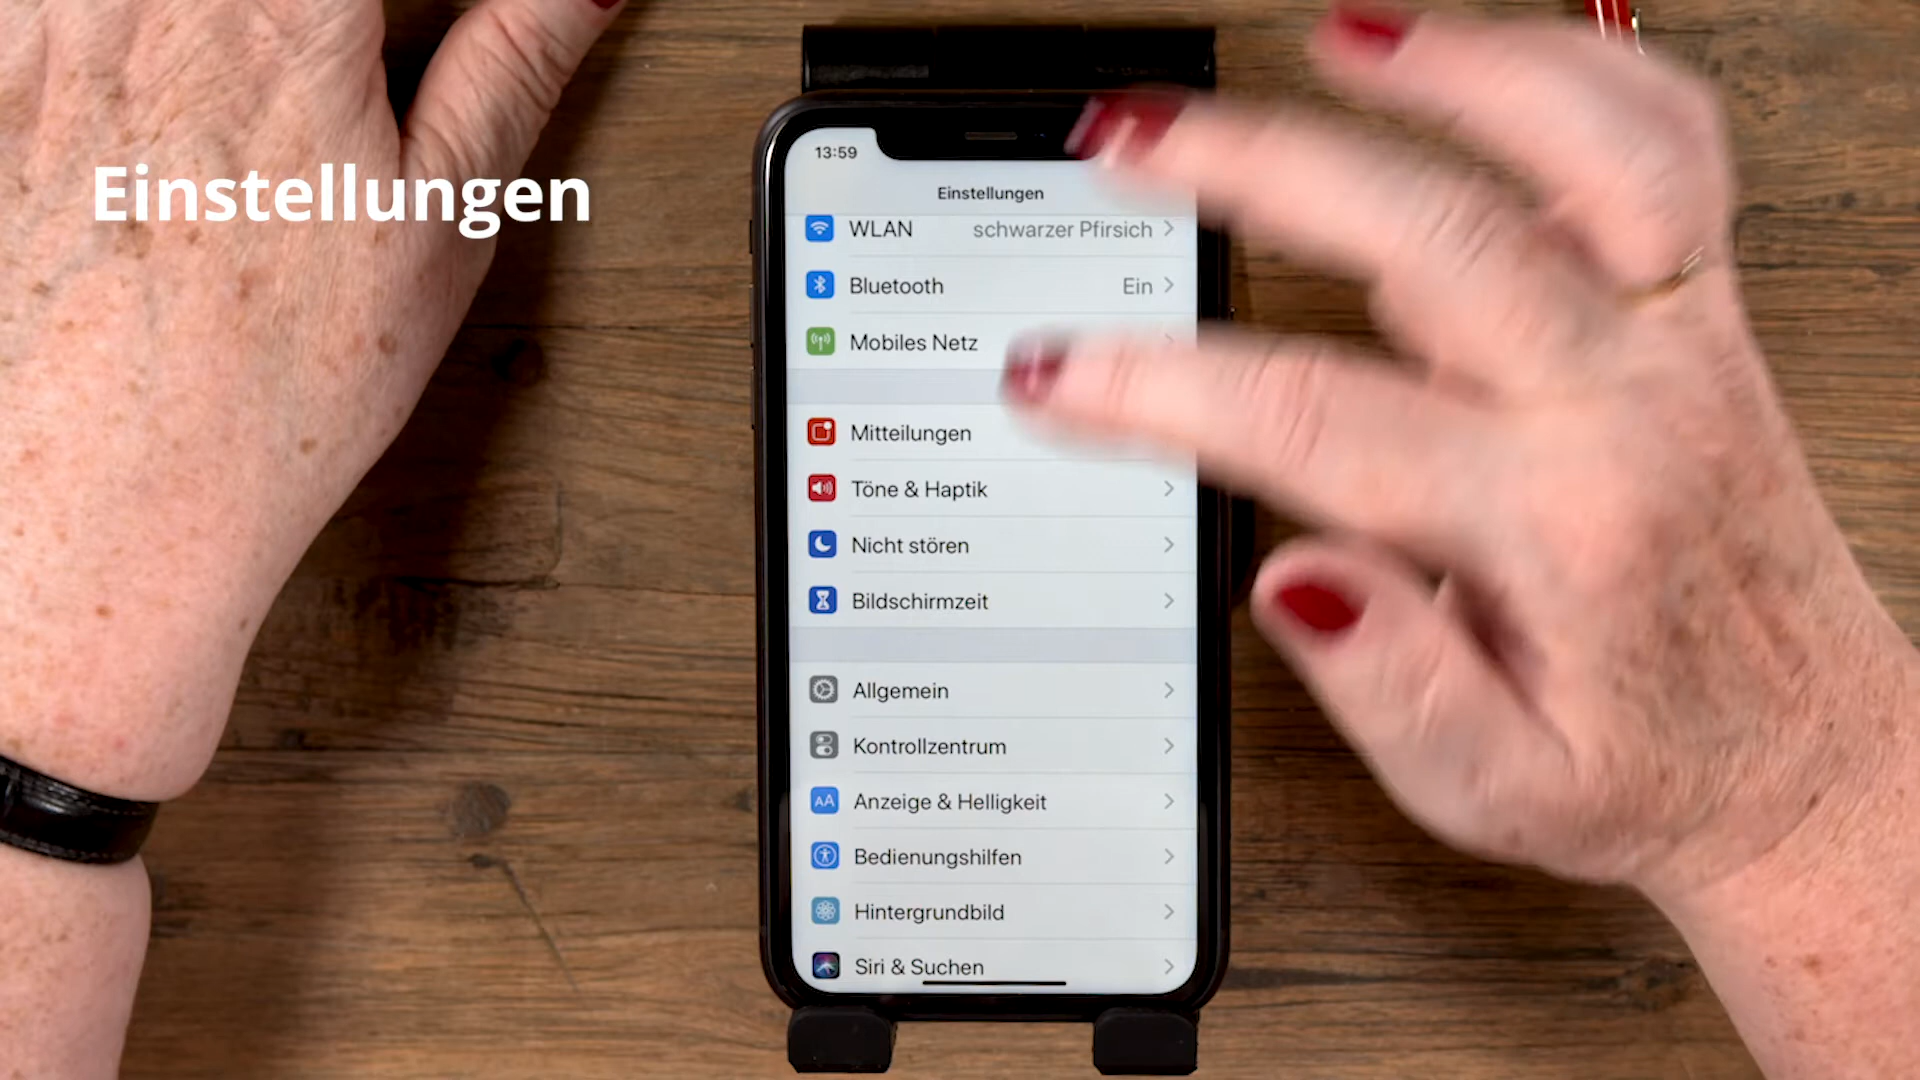 Einstellungen
13:59
Einstellungen
WLAN schwarzer Pfirsich
Bluetooth Ein
Mobiles Netz
Mitteilungen
Töne & Haptik
Nicht stören
Bildschirmzeit
Allgemein
Kontrollzentrum
AA Anzeige & Helligkeit
Bedienungshilfen
Hintergrundbild
Siri & Suchen